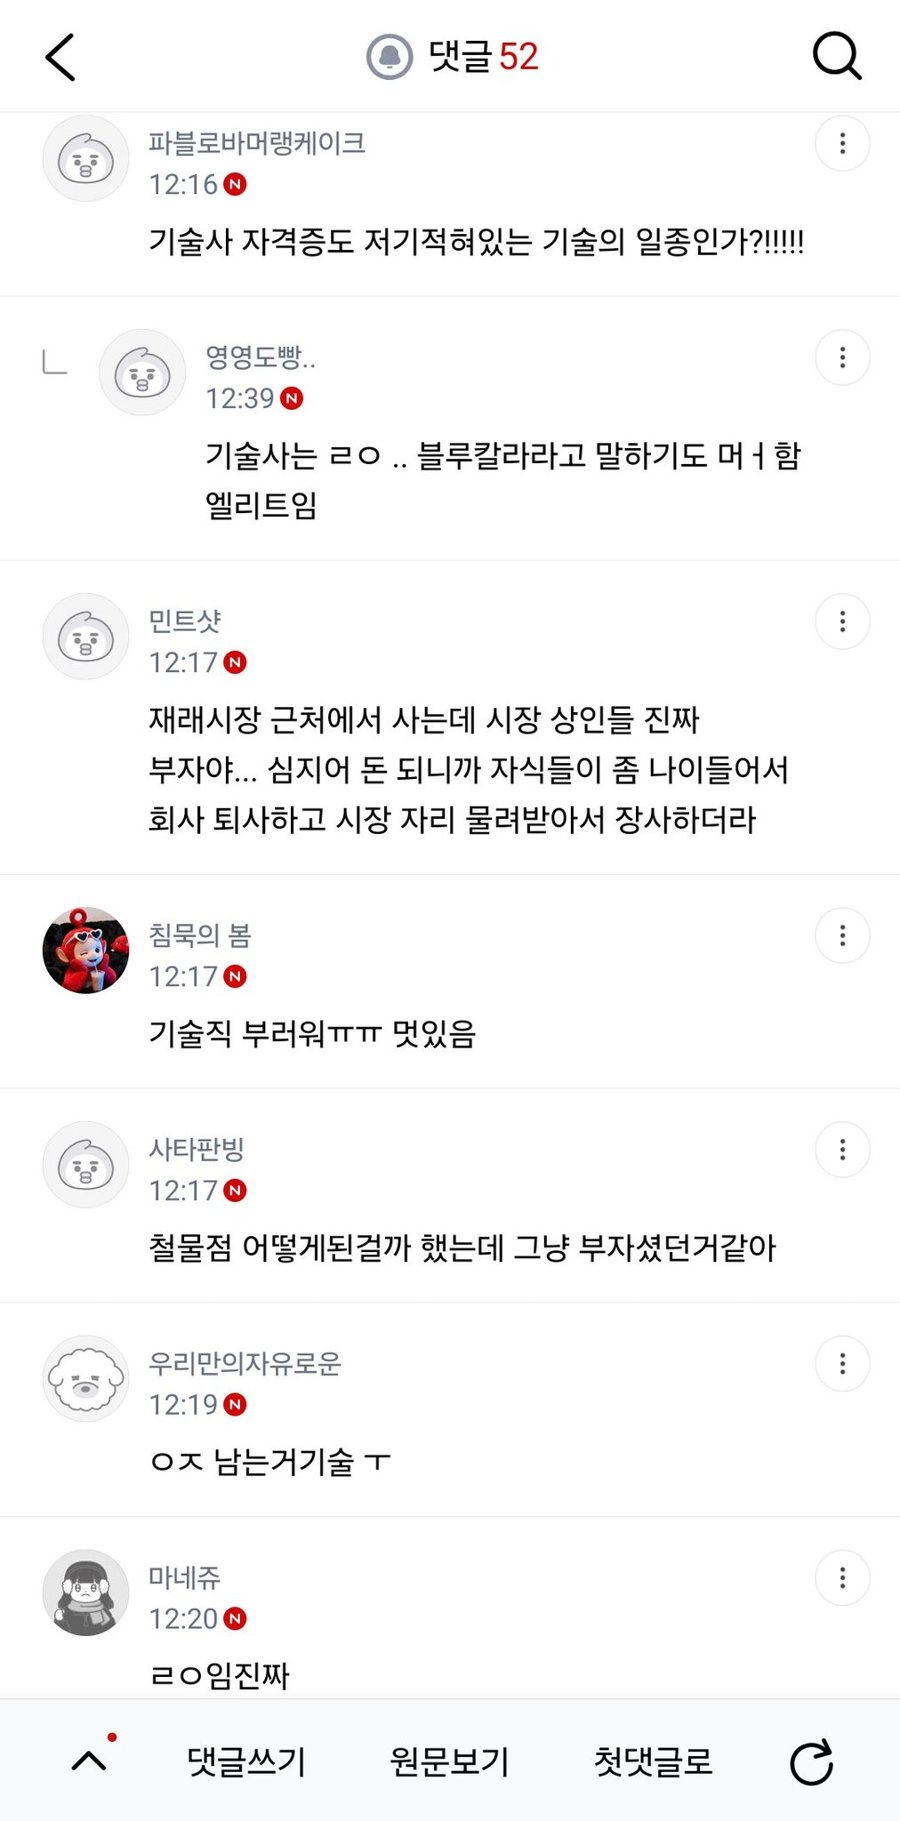 댓글 52
파블로바머랭케이크
12:16 N
기술사 자격증도 저기적혀있는 기술의 일종인가?!!!!!
영영도빵..
12:39 N
기술사는 ㄹㅇ .. 블루칼라라고 말하기도 머ㅓ함
엘리트임
민트샷
12:17 N
재래시장 근처에서 사는데 시장 상인들 진짜
부자야... 심지어 돈 되니까 자식들이 좀 나이들어서
회사 퇴사하고 시장 자리 물려받아서 장사하더라
침묵의 봄
12:17 N
기술직 부러워ㅠㅠ 멋있음
사타판빙
12:17 N
철물점 어떻게된걸까 했는데 그냥 부자셨던거같아
우리만의자유로운
12:19 N
ㅇㅈ 남는거기술 ㅜ
마네쥬
12:20 N
ㄹㅇ임진짜
댓글쓰기 원문보기 첫댓글로